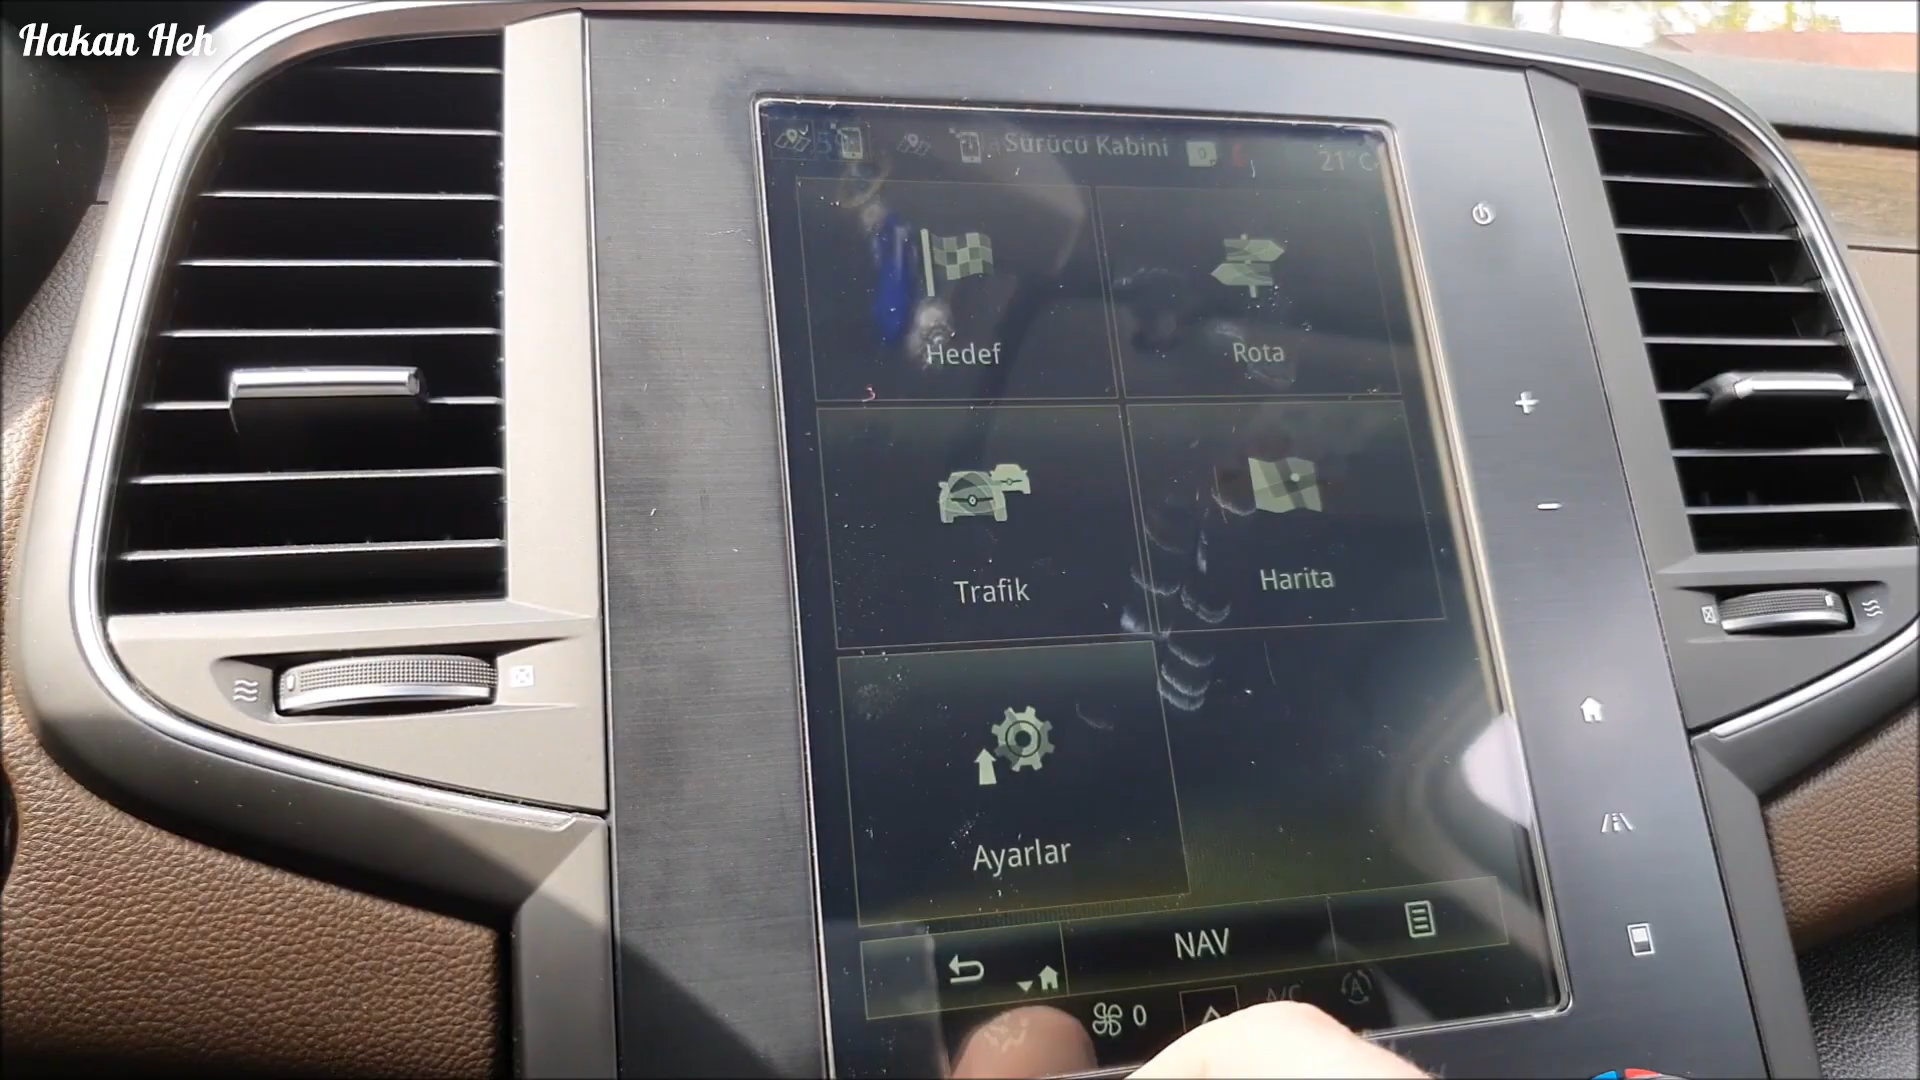 Hakan Heh
Sürücü Kabini
21°C
Hedef
Rota
Trafik
Harita
Ayarlar
NAV
0
A/C